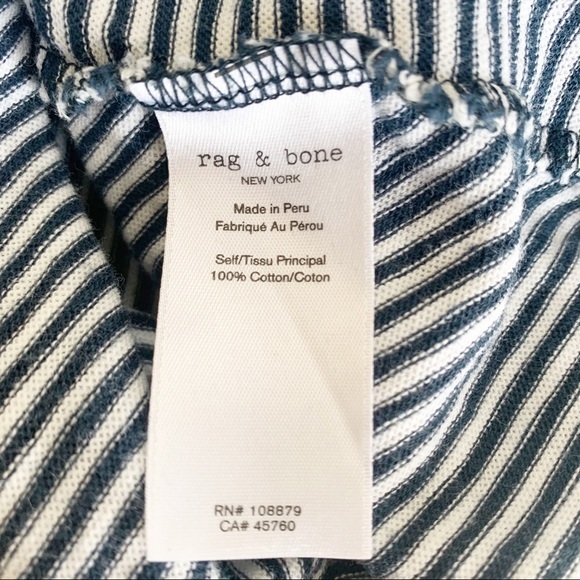 rag & bone
NEW YORK
Made in Peru
Fabriqué Au Pérou
Self/Tissu Principal
100% Cotton/Coton
RN# 108879
CA# 45760